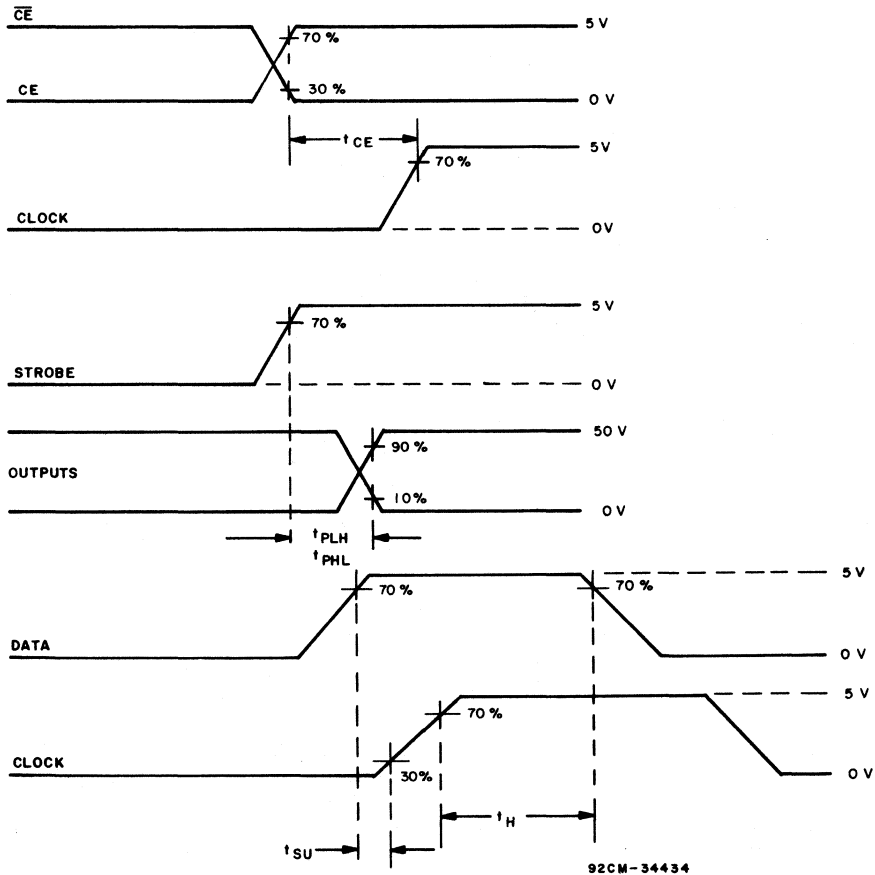 C̅E̅
5 V
70 %
30 %
CE
0 V
t CE
5V
70%
CLOCK
0V
5 V
70 %
STROBE
0 V
50 V
90 %
OUTPUTS
10%
0 V
t PLH
t PHL
5 V
70 %
70 %
DATA
0 V
5 V
70 %
CLOCK
30%
0 V
t H
t SU
92CM-34434